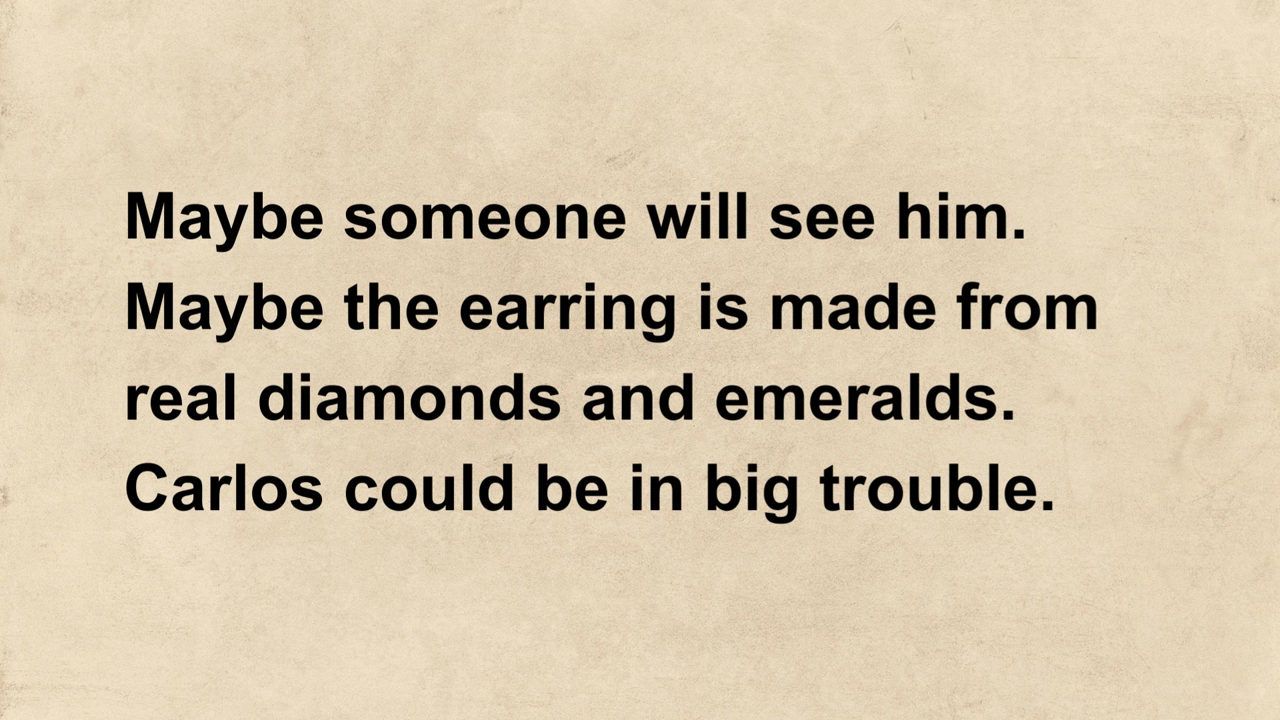 Maybe someone will see him.
Maybe the earring is made from
real diamonds and emeralds.
Carlos could be in big trouble.